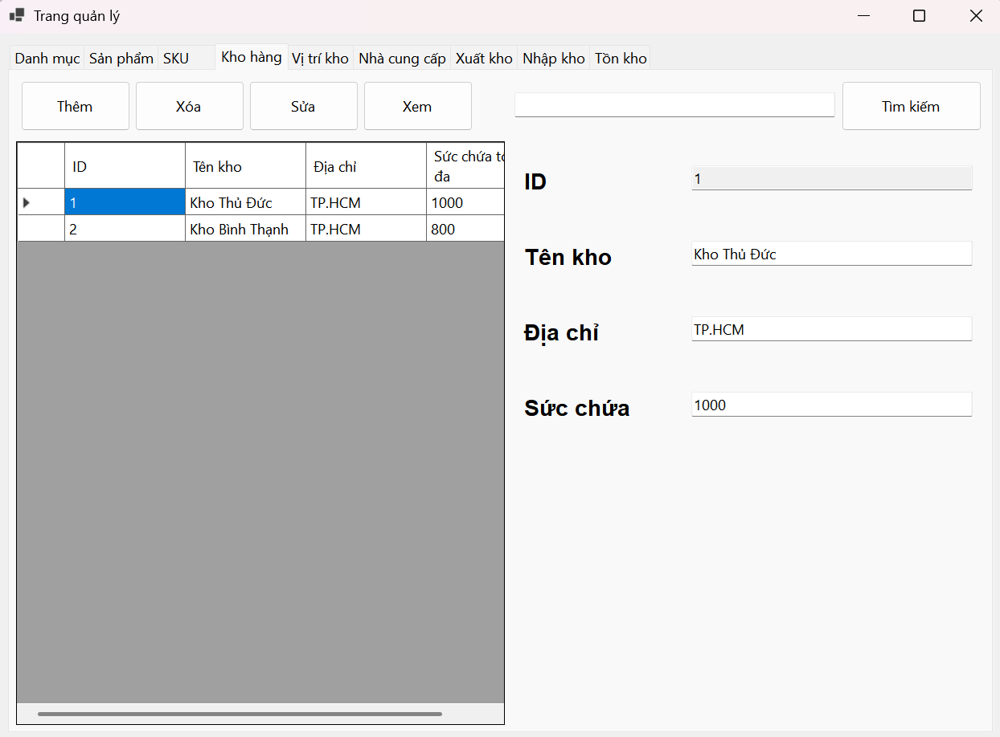 Trang quản lý
Danh mục Sản phẩm SKU Kho hàng Vị trí kho Nhà cung cấp Xuất kho Nhập kho Tồn kho
Thêm Xóa Sửa Xem Tìm kiếm
ID Tên kho Địa chỉ Sức chứa tố
đa
1 Kho Thủ Đức TP.HCM 1000
2 Kho Bình Thạnh TP.HCM 800
ID 1
Tên kho Kho Thủ Đức
Địa chỉ TP.HCM
Sức chứa 1000